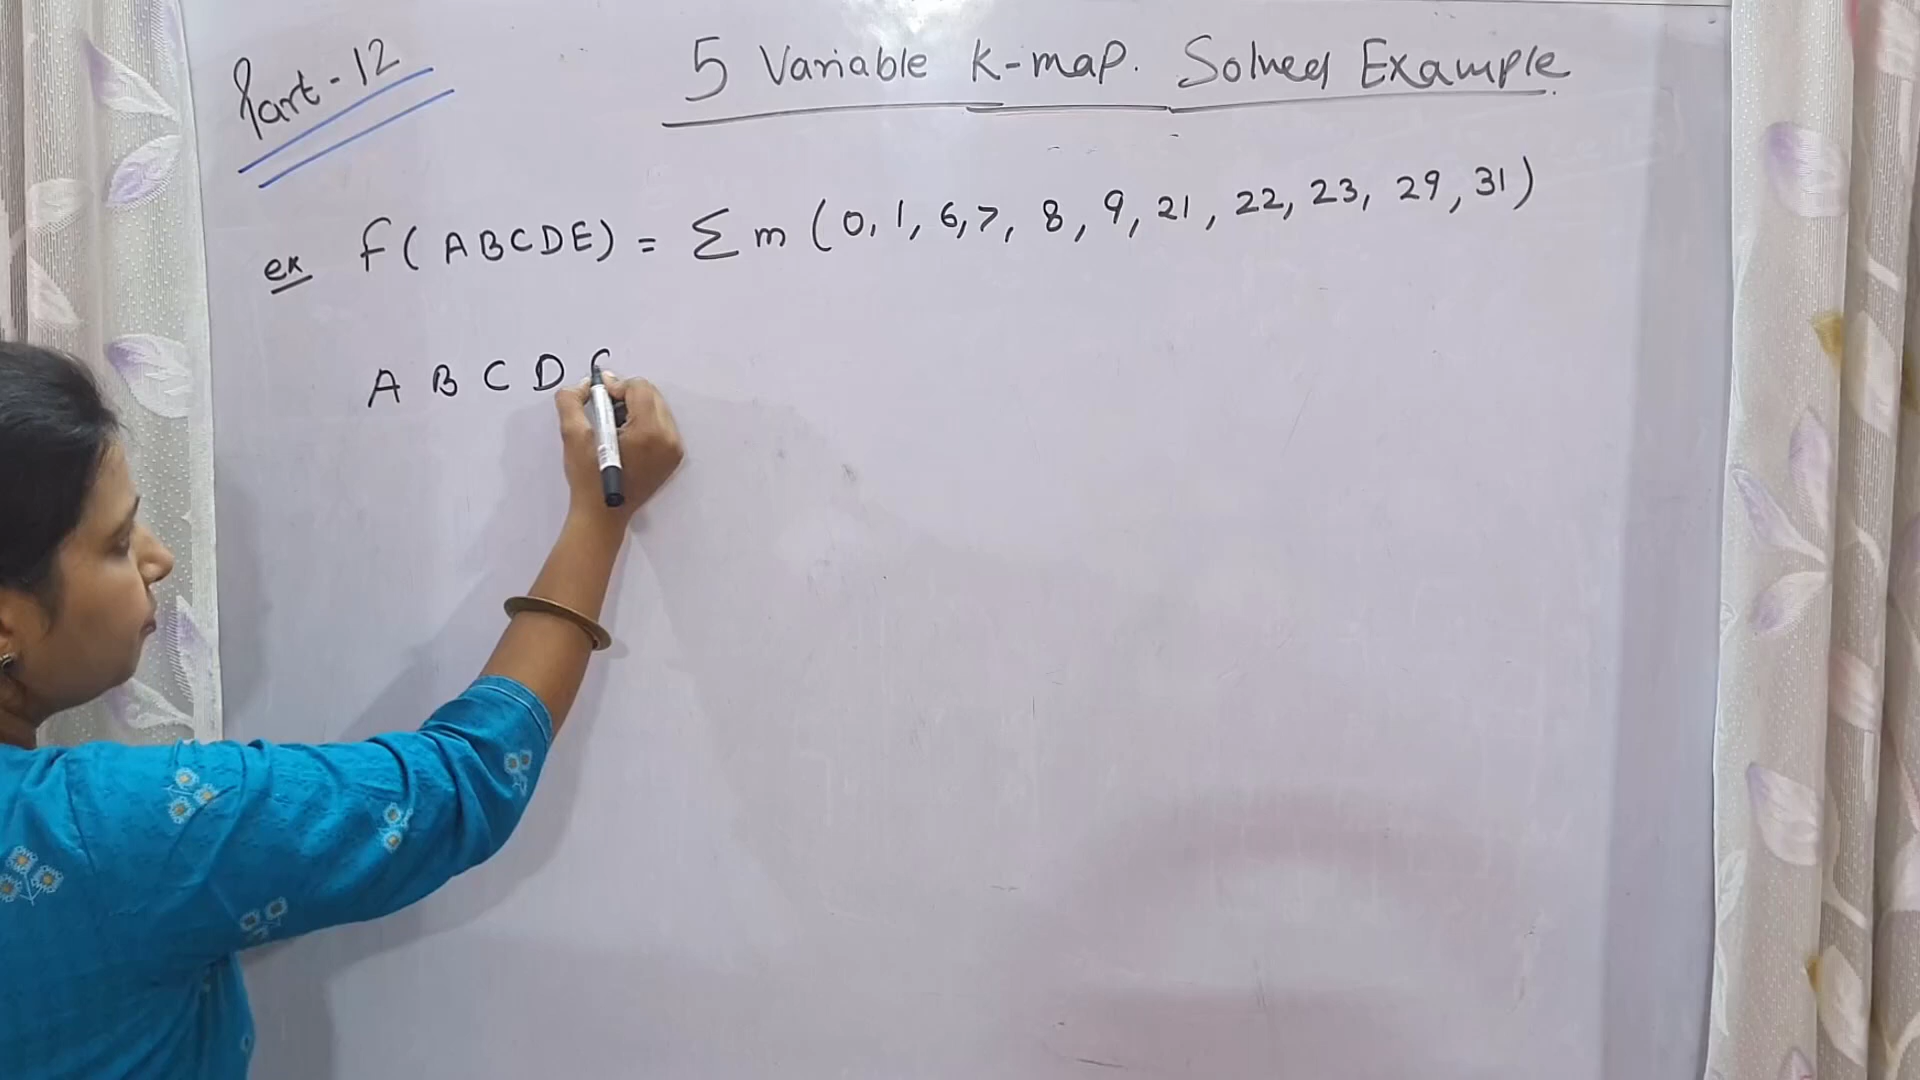 Part-12
5 Variable K-map. Solved Example.
ex f(ABCDE) = Σm(0,1,6,7,8,9,21,22,23,29,31)
A B C D